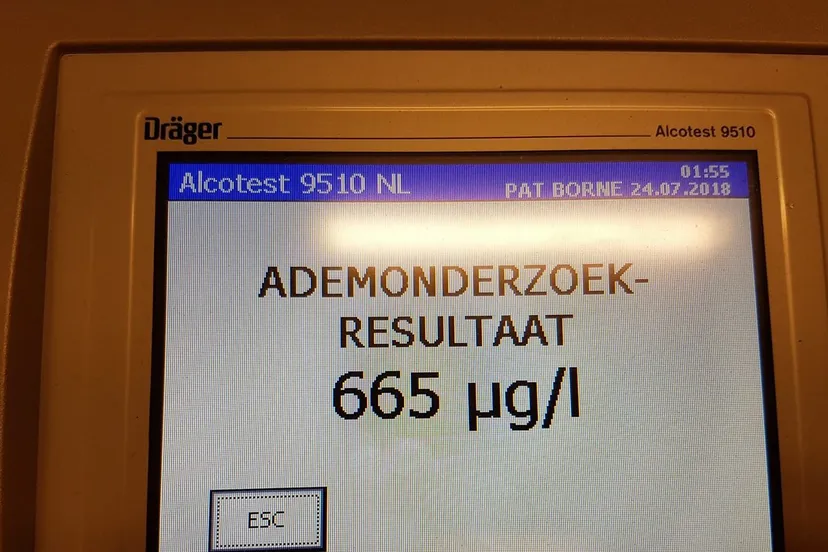 Dräger
Alcotest 9510
Alcotest 9510 NL
01:55
PAT BORNE 24.07.2018
ADEMONDERZOEK-
RESULTAAT
665 µg/l
ESC